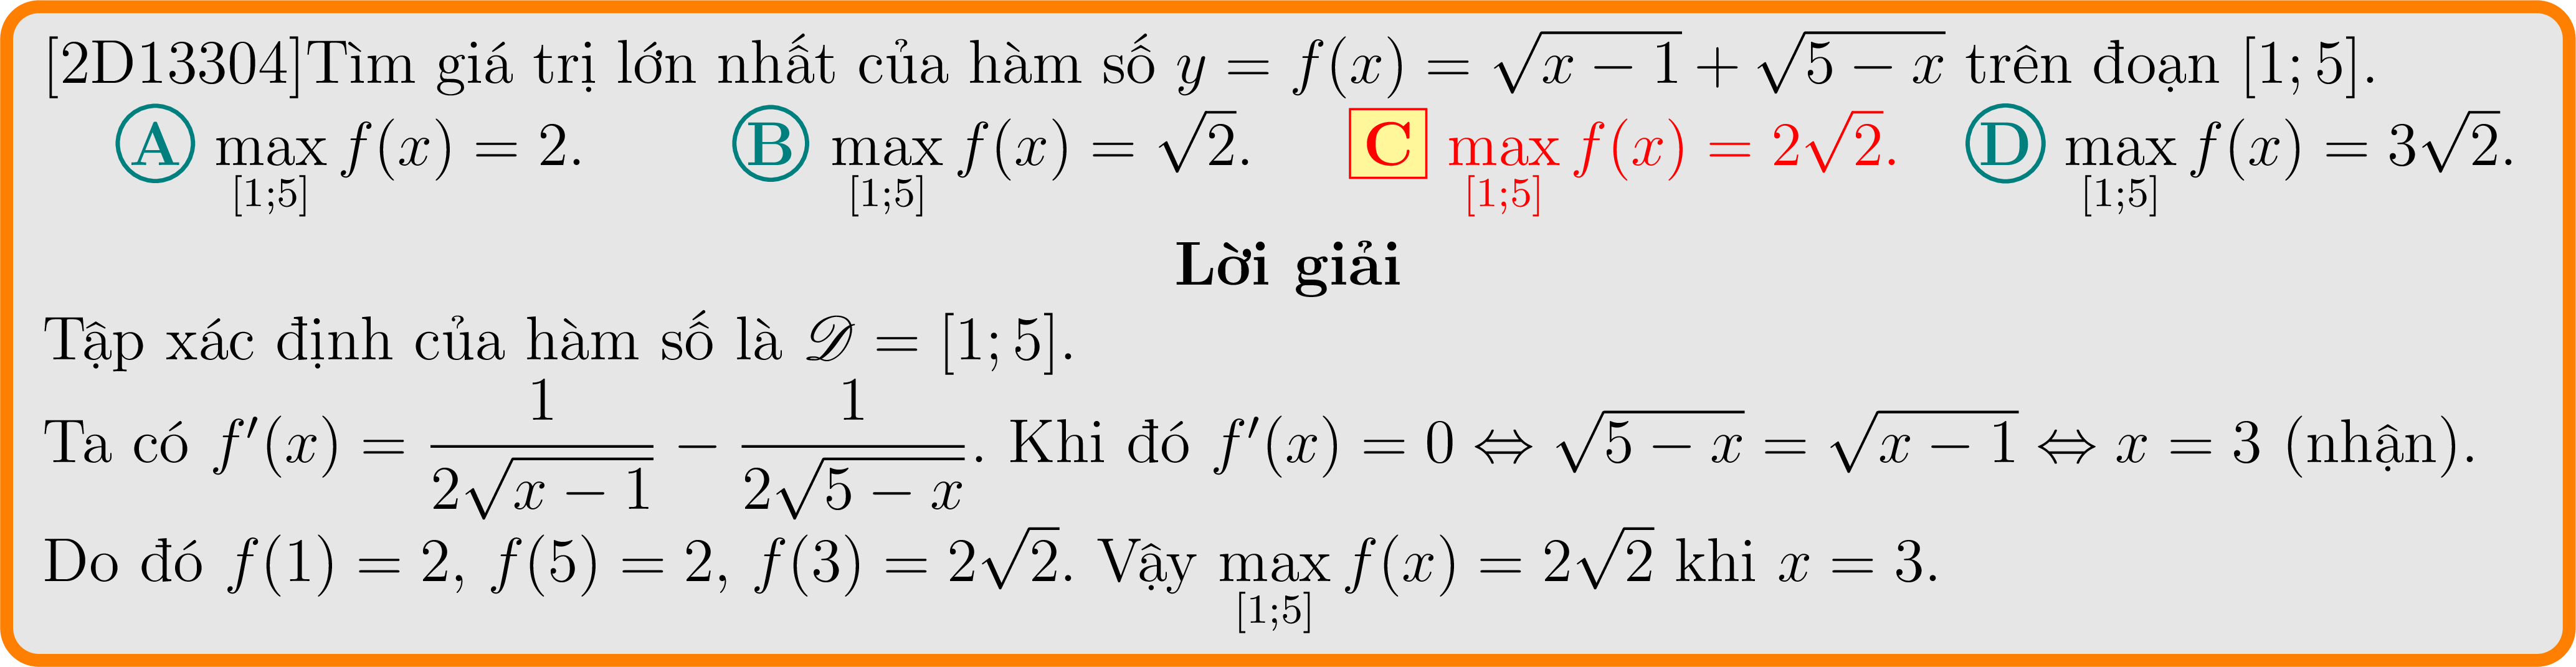 [2D13304]Tìm giá trị lớn nhất của hàm số $y = f(x) = \sqrt{x-1} + \sqrt{5-x}$ trên đoạn $[1;5]$.
A $\max\limits_{[1;5]} f(x) = 2$. B $\max\limits_{[1;5]} f(x) = \sqrt{2}$. C $\max\limits_{[1;5]} f(x) = 2\sqrt{2}$. D $\max\limits_{[1;5]} f(x) = 3\sqrt{2}$.
Lời giải
Tập xác định của hàm số là $\mathscr{D} = [1;5]$.
Ta có $f'(x) = \dfrac{1}{2\sqrt{x-1}} - \dfrac{1}{2\sqrt{5-x}}$. Khi đó $f'(x) = 0 \Leftrightarrow \sqrt{5-x} = \sqrt{x-1} \Leftrightarrow x = 3$ (nhận).
Do đó $f(1) = 2$, $f(5) = 2$, $f(3) = 2\sqrt{2}$. Vậy $\max\limits_{[1;5]} f(x) = 2\sqrt{2}$ khi $x = 3$.